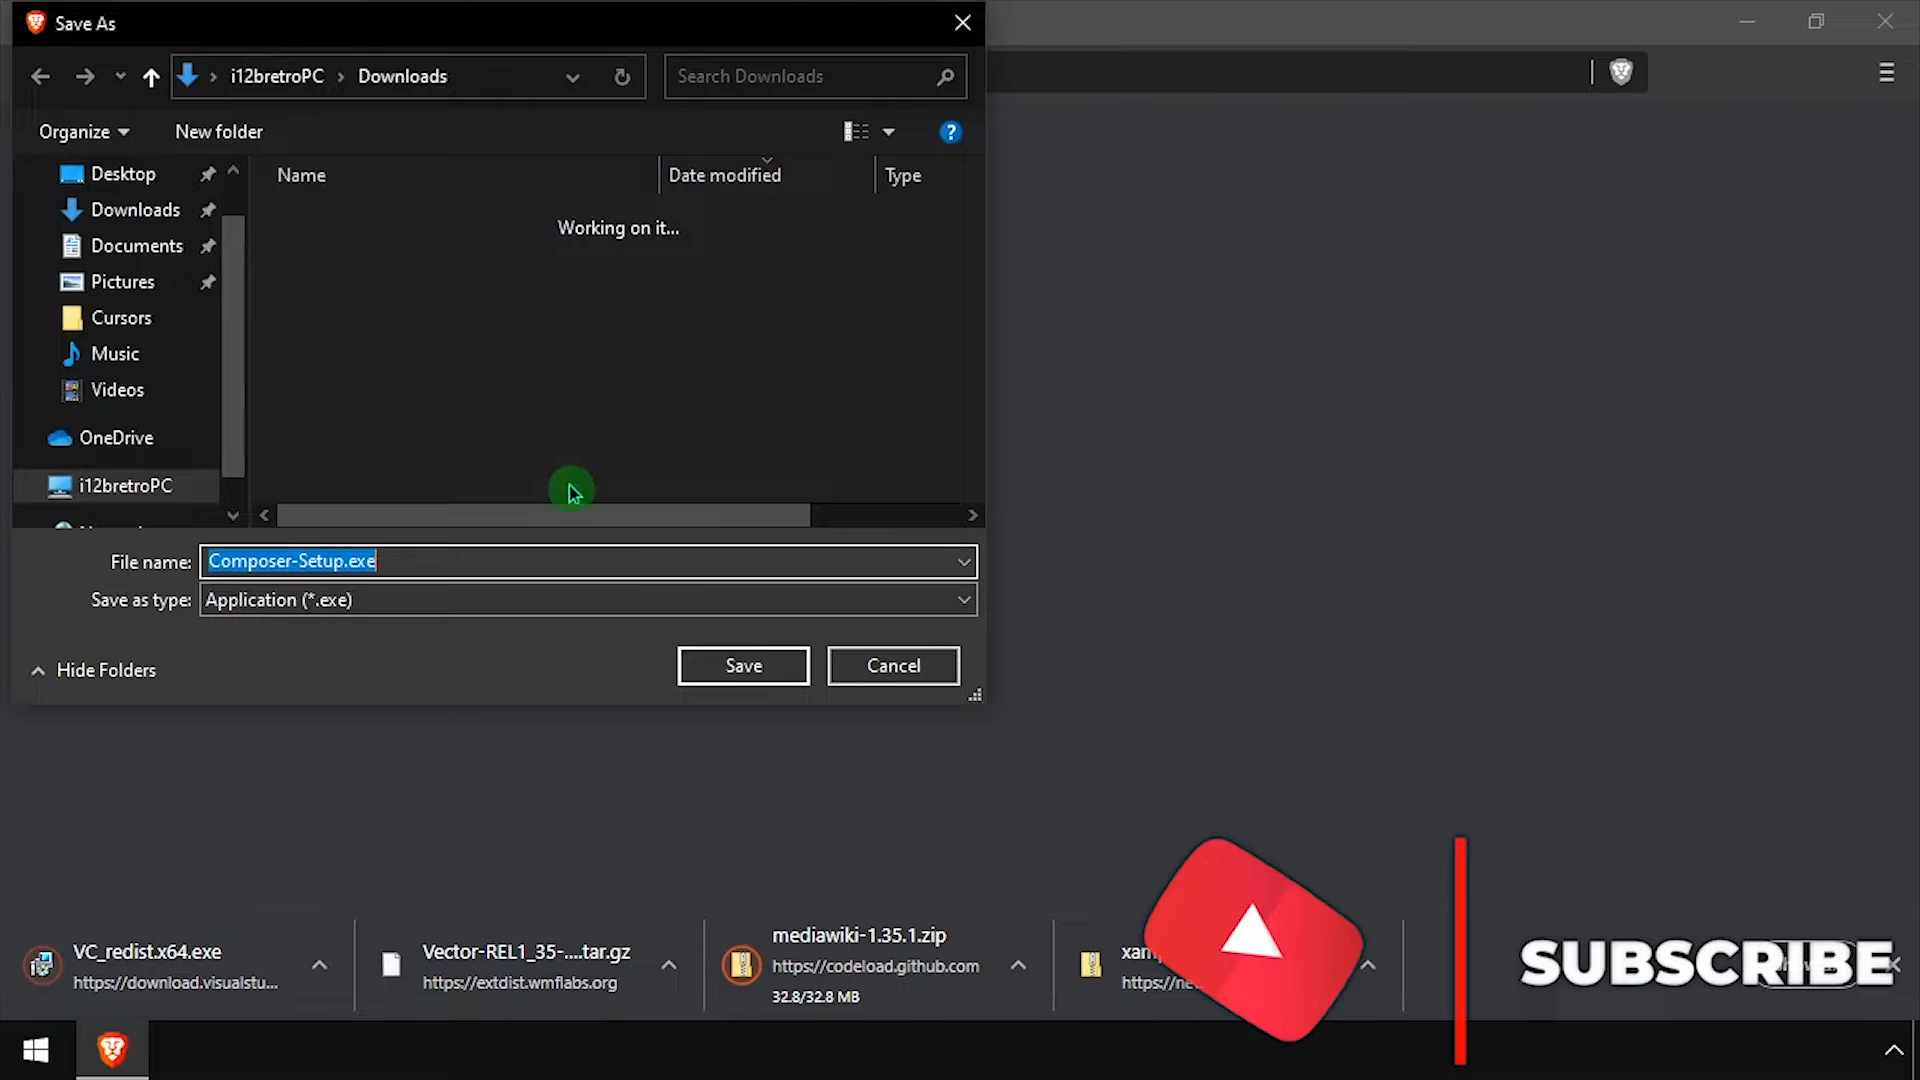 Save As
i12bretroPC
Downloads
Search Downloads
Organize
New folder
?
Desktop
Downloads
Documents
Pictures
Cursors
Music
Videos
OneDrive
i12bretroPC
Name
Date modified
Type
Working on it...
File name:
Composer-Setup.exe
Save as type:
Application (*.exe)
Hide Folders
Save
Cancel
VC_redist.x64.exe
https://download.visualstu...
Vector-REL1_35-....tar.gz
https://extdist.wmflabs.org
mediawiki-1.35.1.zip
https://codeload.github.com
32.8/32.8 MB
SUBSCRIBE